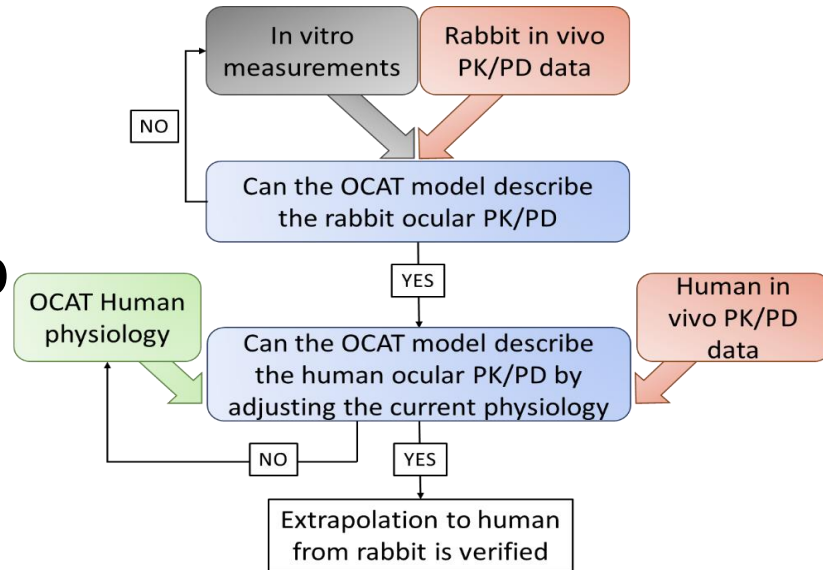 In vitro
measurements
Rabbit in vivo
PK/PD data
NO
Can the OCAT model describe
the rabbit ocular PK/PD
YES
OCAT Human
physiology
Human in
vivo PK/PD
data
Can the OCAT model describe
the human ocular PK/PD by
adjusting the current physiology
NO
YES
Extrapolation to human
from rabbit is verified